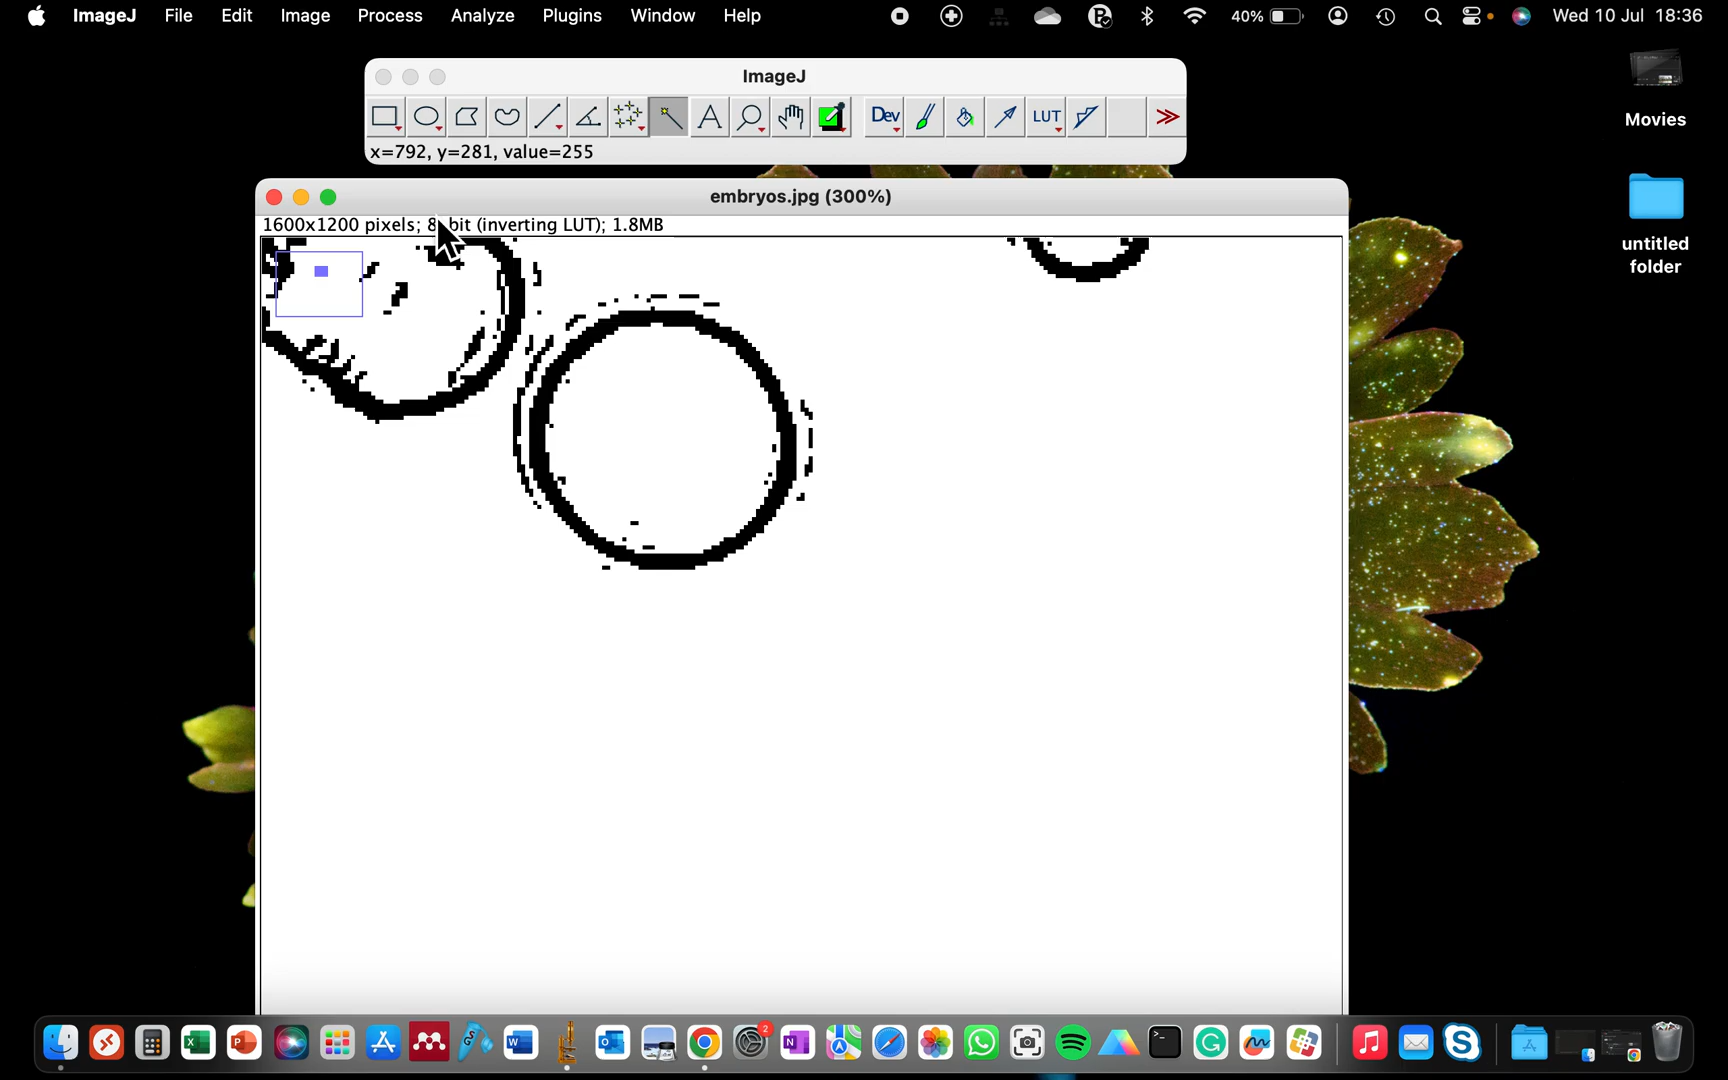 ImageJ File Edit Image Process Analyze Plugins Window Help 40% Wed 10 Jul 18:36
Movies
untitled
folder
ImageJ
Dev LUT
x=792, y=281, value=255
embryos.jpg (300%)
1600x1200 pixels; 8 bit (inverting LUT); 1.8MB
2